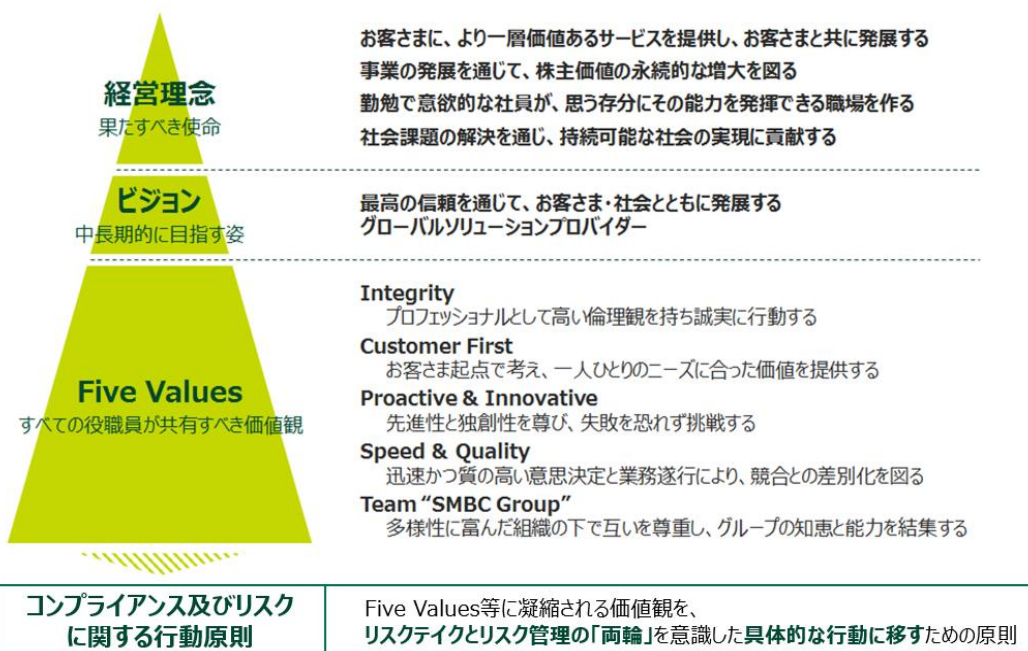 経営理念
果たすべき使命
お客さまに、より一層価値あるサービスを提供し、お客さまと共に発展する
事業の発展を通じて、株主価値の永続的な増大を図る
勤勉で意欲的な社員が、思う存分にその能力を発揮できる職場を作る
社会課題の解決を通じ、持続可能な社会の実現に貢献する
ビジョン
中長期的に目指す姿
最高の信頼を通じて、お客さま・社会とともに発展する
グローバルソリューションプロバイダー
Five Values
すべての役職員が共有すべき価値観
Integrity
プロフェッショナルとして高い倫理観を持ち誠実に行動する
Customer First
お客さま起点で考え、一人ひとりのニーズに合った価値を提供する
Proactive & Innovative
先進性と独創性を尊び、失敗を恐れず挑戦する
Speed & Quality
迅速かつ質の高い意思決定と業務遂行により、競合との差別化を図る
Team “SMBC Group”
多様性に富んだ組織の下で互いを尊重し、グループの知恵と能力を結集する
コンプライアンス及びリスク
に関する行動原則
Five Values等に凝縮される価値観を、
リスクテイクとリスク管理の「両輪」を意識した具体的な行動に移すための原則